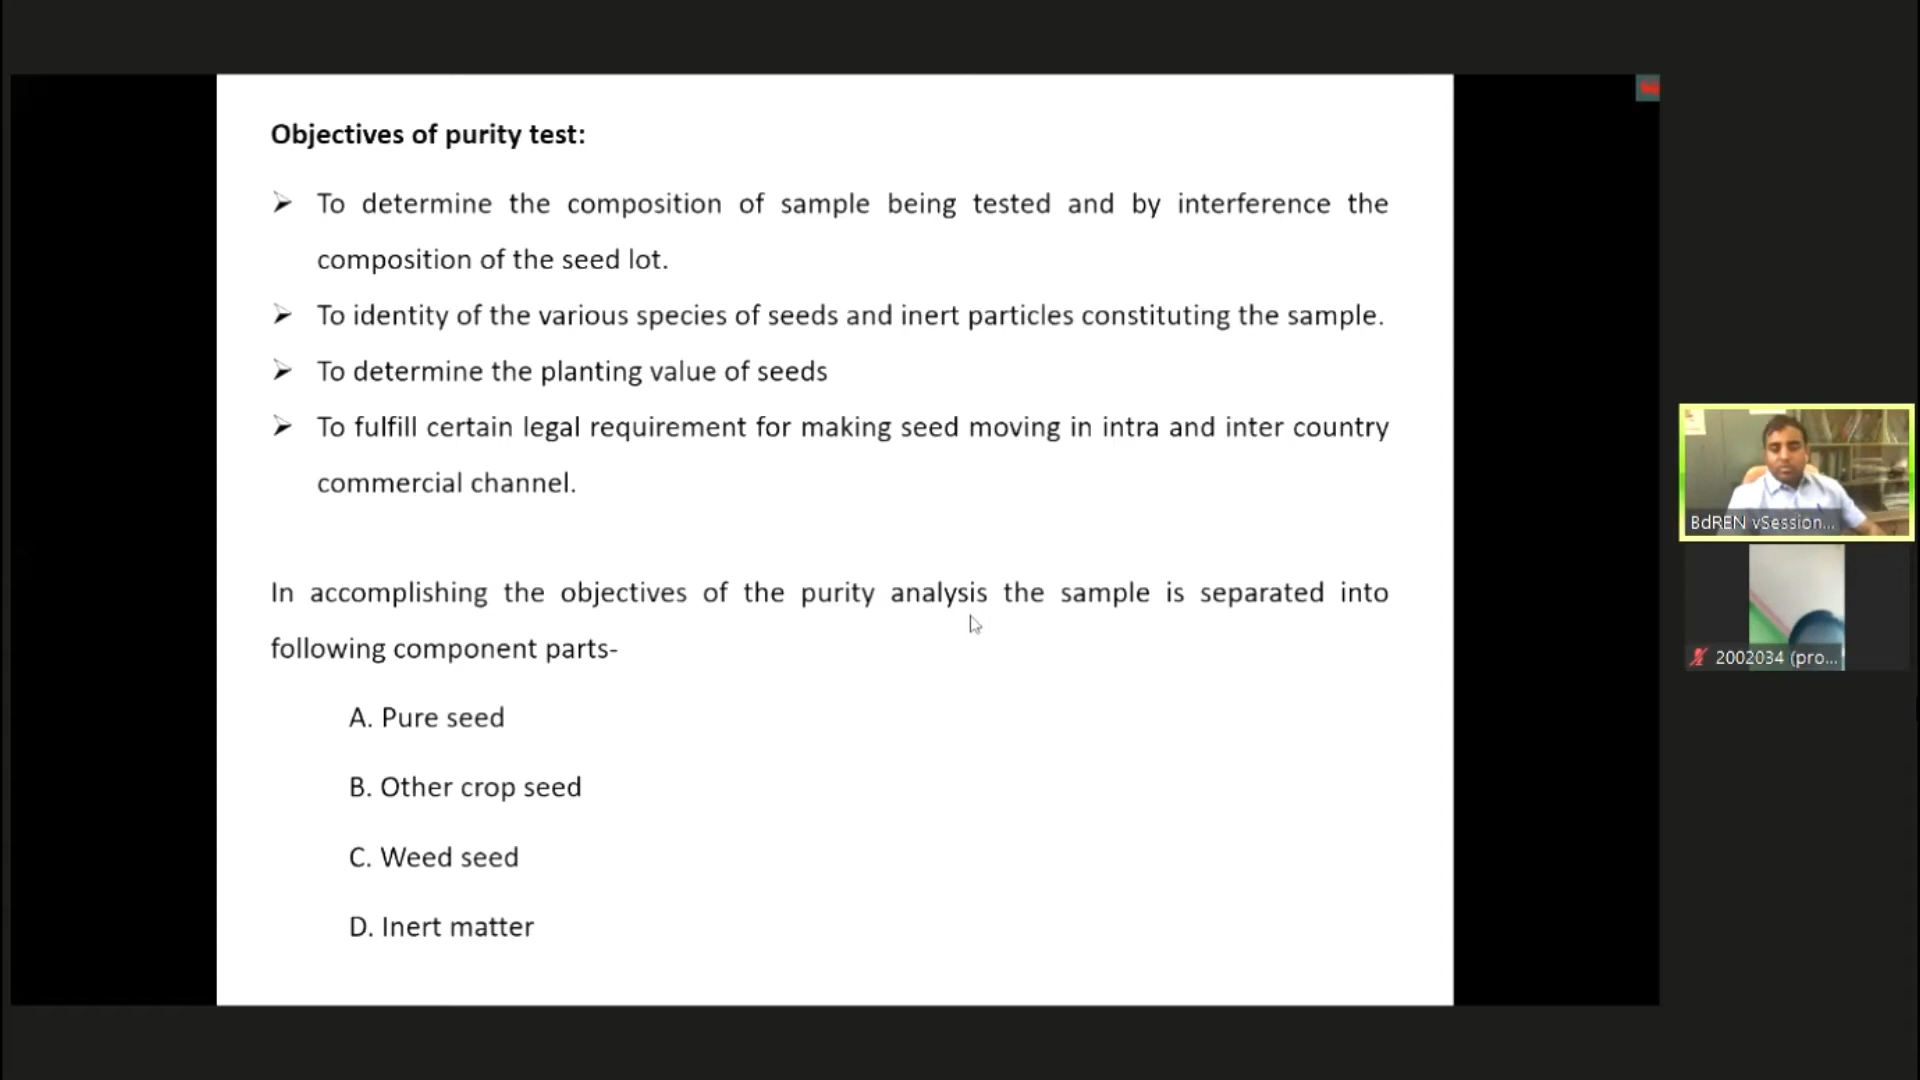 Objectives of purity test:
To determine the composition of sample being tested and by interference the
composition of the seed lot.
To identity of the various species of seeds and inert particles constituting the sample.
To determine the planting value of seeds
To fulfill certain legal requirement for making seed moving in intra and inter country
commercial channel.
In accomplishing the objectives of the purity analysis the sample is separated into
following component parts-
A. Pure seed
B. Other crop seed
C. Weed seed
D. Inert matter
BdREN vSession...
2002034 (pro...